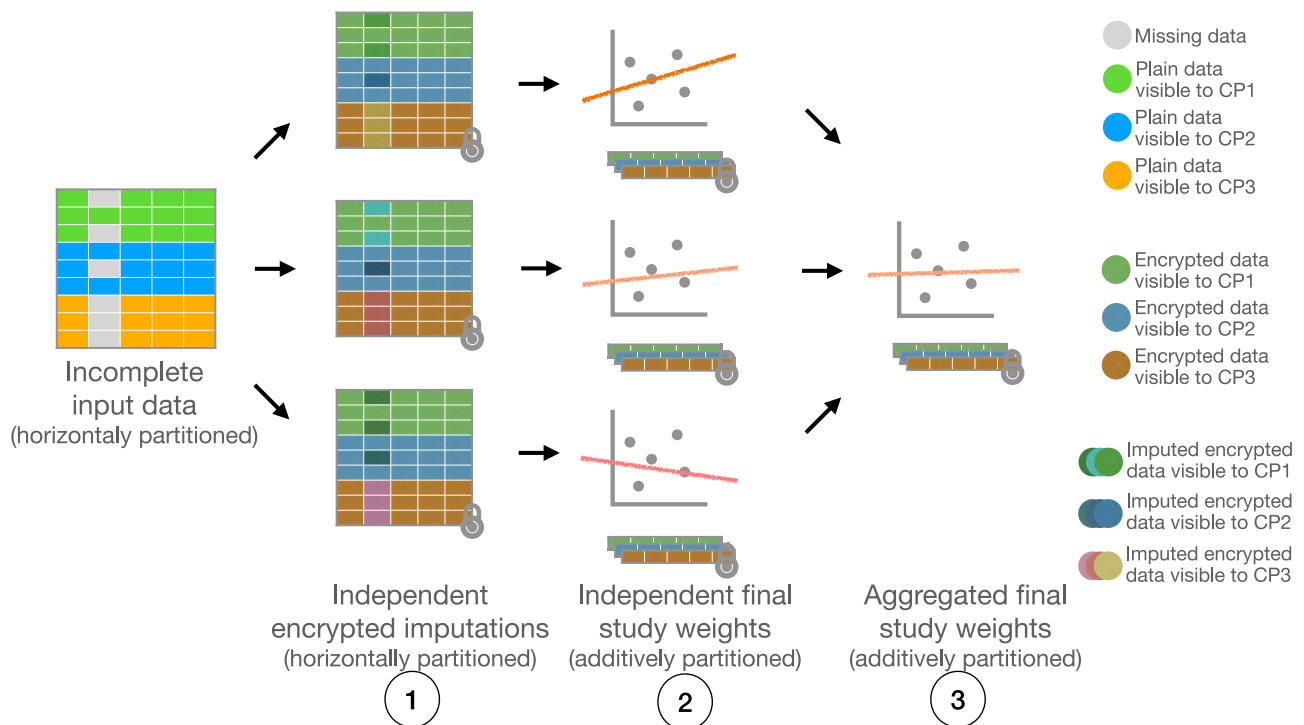 Missing data
Plain data
visible to CP1
Plain data
visible to CP2
Plain data
visible to CP3
Encrypted data
visible to CP1
Encrypted data
visible to CP2
Encrypted data
visible to CP3
Imputed encrypted
data visible to CP1
Imputed encrypted
data visible to CP2
Imputed encrypted
data visible to CP3
Incomplete
input data
(horizontaly partitioned)
Independent
encrypted imputations
(horizontally partitioned)
1
Independent final
study weights
(additively partitioned)
2
Aggregated final
study weights
(additively partitioned)
3